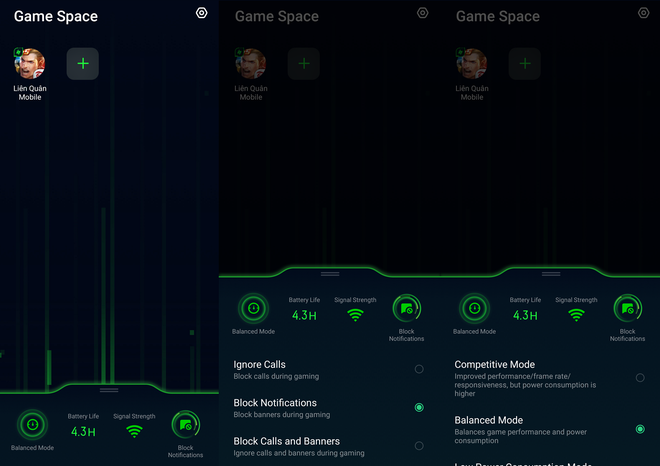 Game Space
Liên Quân
Mobile
Battery Life
Signal Strength
4.3H
Balanced Mode
Block
Notifications
Game Space
Liên Quân
Mobile
Battery Life
Signal Strength
4.3H
Balanced Mode
Block
Notifications
Ignore Calls
Block calls during gaming
Block Notifications
Block banners during gaming
Block Calls and Banners
Ignore calls and banners during gaming
Game Space
Liên Quân
Mobile
Battery Life
Signal Strength
4.3H
Balanced Mode
Block
Notifications
Competitive Mode
Improved performance/frame rate/
responsiveness, but power consumption is
higher
Balanced Mode
Balances game performance and power
consumption
Low Power Consumption Mode